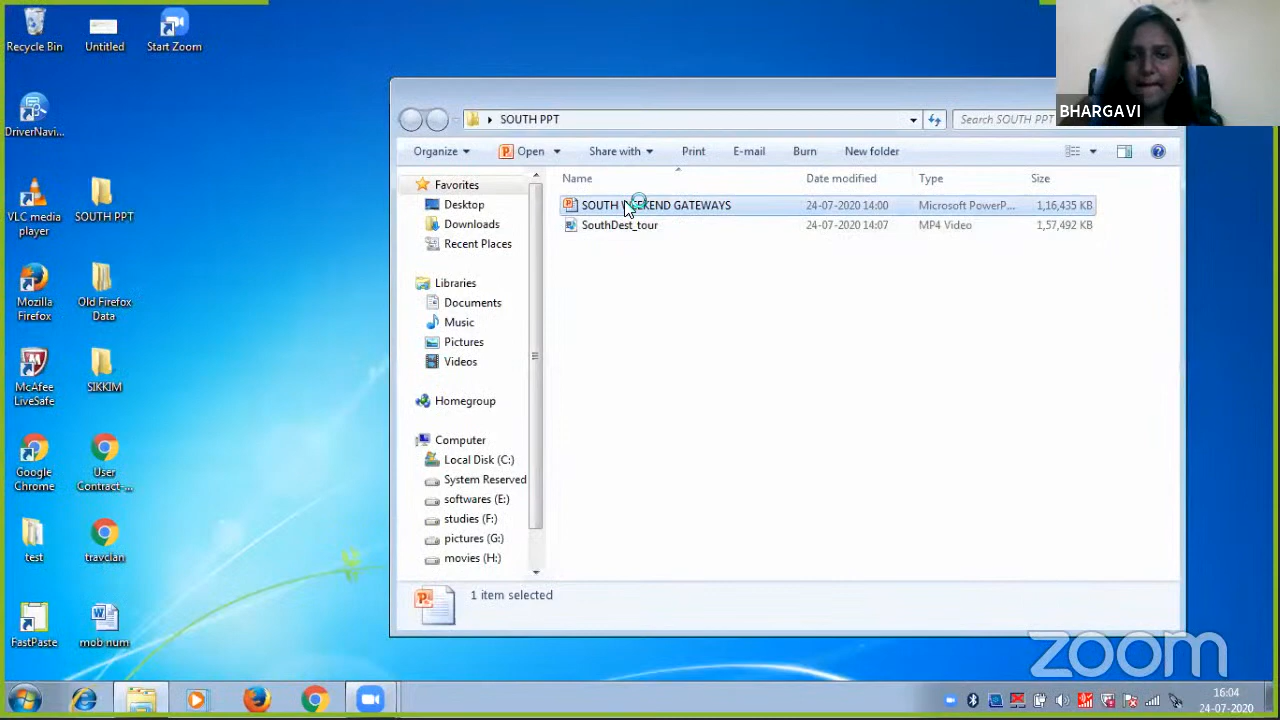 Recycle Bin
Untitled
Start Zoom
BHARGAVI
DriverNavi...
SOUTH PPT
Search SOUTH PPT
Organize
Open
Share with
Print
E-mail
Burn
New folder
Name
Date modified
Type
Size
Favorites
Desktop
Downloads
Recent Places
Libraries
Documents
Music
Pictures
Videos
Homegroup
Computer
Local Disk (C:)
System Reserved
softwares (E:)
studies (F:)
pictures (G:)
movies (H:)
SOUTH WEEKEND GATEWAYS
24-07-2020 14:00
Microsoft PowerP...
1,16,435 KB
SouthDest_tour
24-07-2020 14:07
MP4 Video
1,57,492 KB
VLC media
player
SOUTH PPT
Mozilla
Firefox
Old Firefox
Data
McAfee
LiveSafe
SIKKIM
Google
Chrome
User
Contract-...
test
travclan
FastPaste
mob num
1 item selected
zoom
16:04
24-07-2020